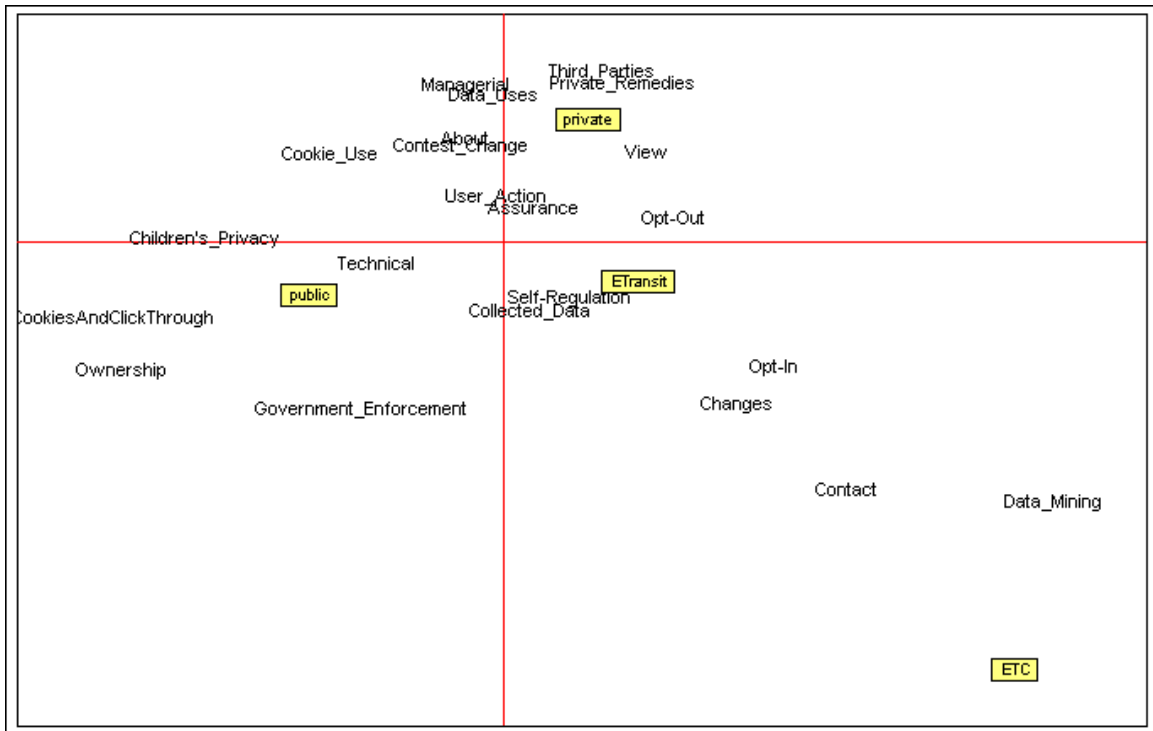 Third_Parties
Managerial
Private_Remedies
Data_Uses
private
About
Contest_Change
View
Cookie_Use
User_Action
Assurance
Opt-Out
Children's_Privacy
Technical
ETransit
public
Self-Regulation
Collected_Data
CookiesAndClickThrough
Opt-In
Ownership
Changes
Government_Enforcement
Contact
Data_Mining
ETC